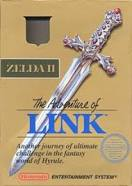 ZELDA II
The Adventure of
LINK
Another journey of ultimate
challenge in the fantasy
world of Hyrule.
Nintendo
ENTERTAINMENT SYSTEM